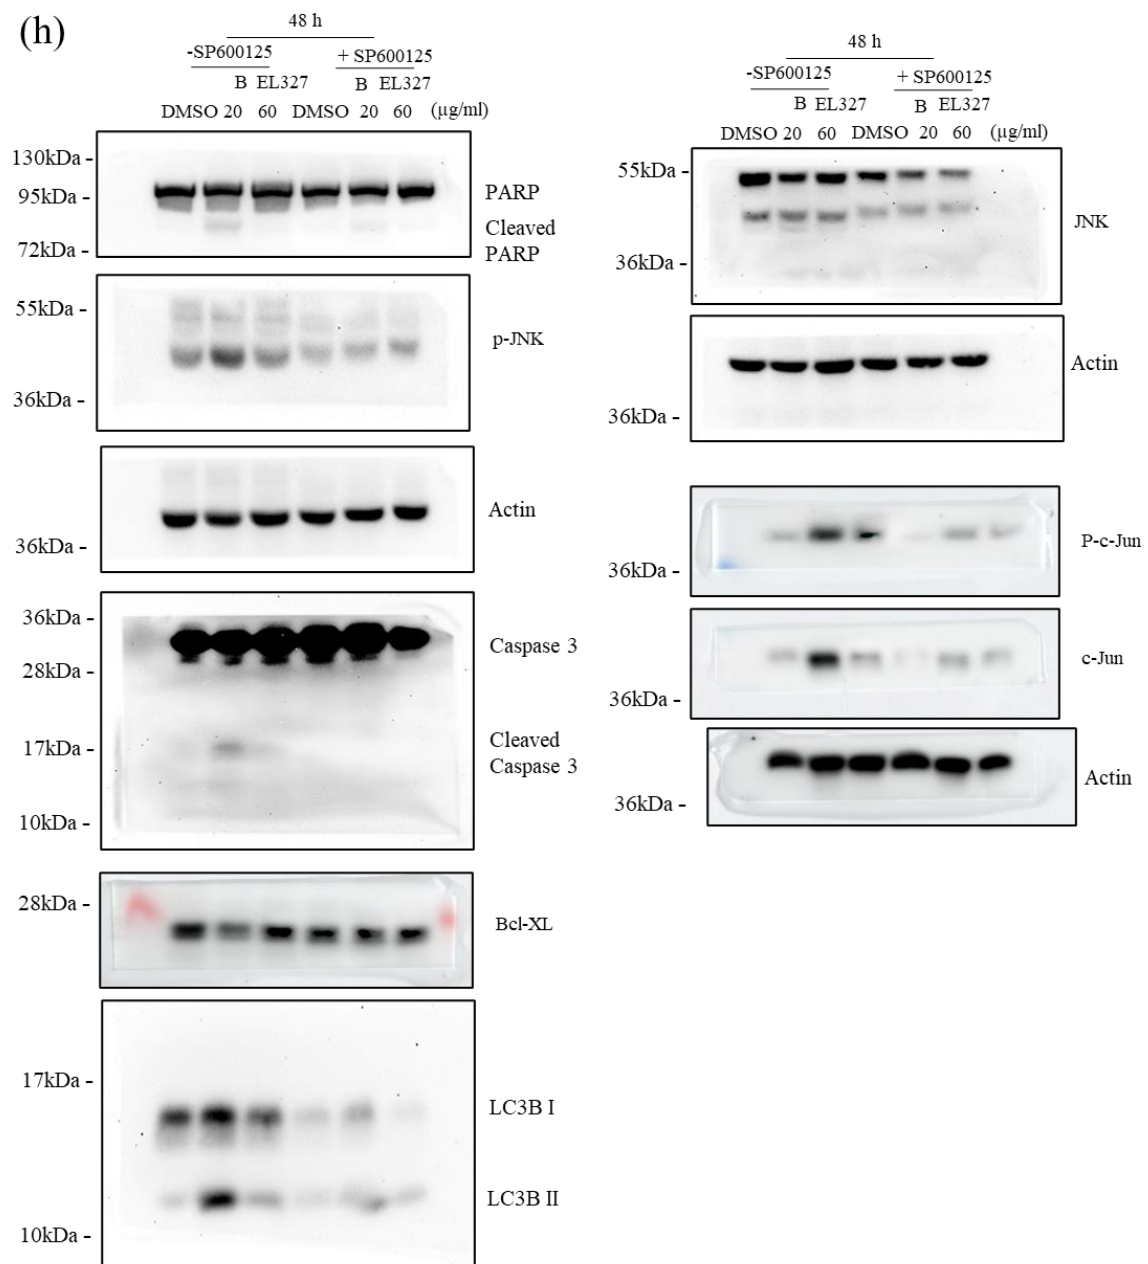 (h)
48 h
-SP600125
+ SP600125
B EL327
B EL327
DMSO 20 60 DMSO 20 60 (µg/ml)
130kDa -
95kDa -
72kDa -
PARP
Cleaved
PARP
55kDa -
36kDa -
p-JNK
Actin
36kDa -
36kDa -
28kDa -
17kDa -
10kDa -
Caspase 3
Cleaved
Caspase 3
28kDa -
Bcl-XL
17kDa -
10kDa -
LC3B I
LC3B II
48 h
-SP600125
+ SP600125
B EL327
B EL327
DMSO 20 60 DMSO 20 60 (µg/ml)
55kDa -
36kDa -
JNK
Actin
36kDa -
P-c-Jun
36kDa -
c-Jun
36kDa -
Actin
36kDa -